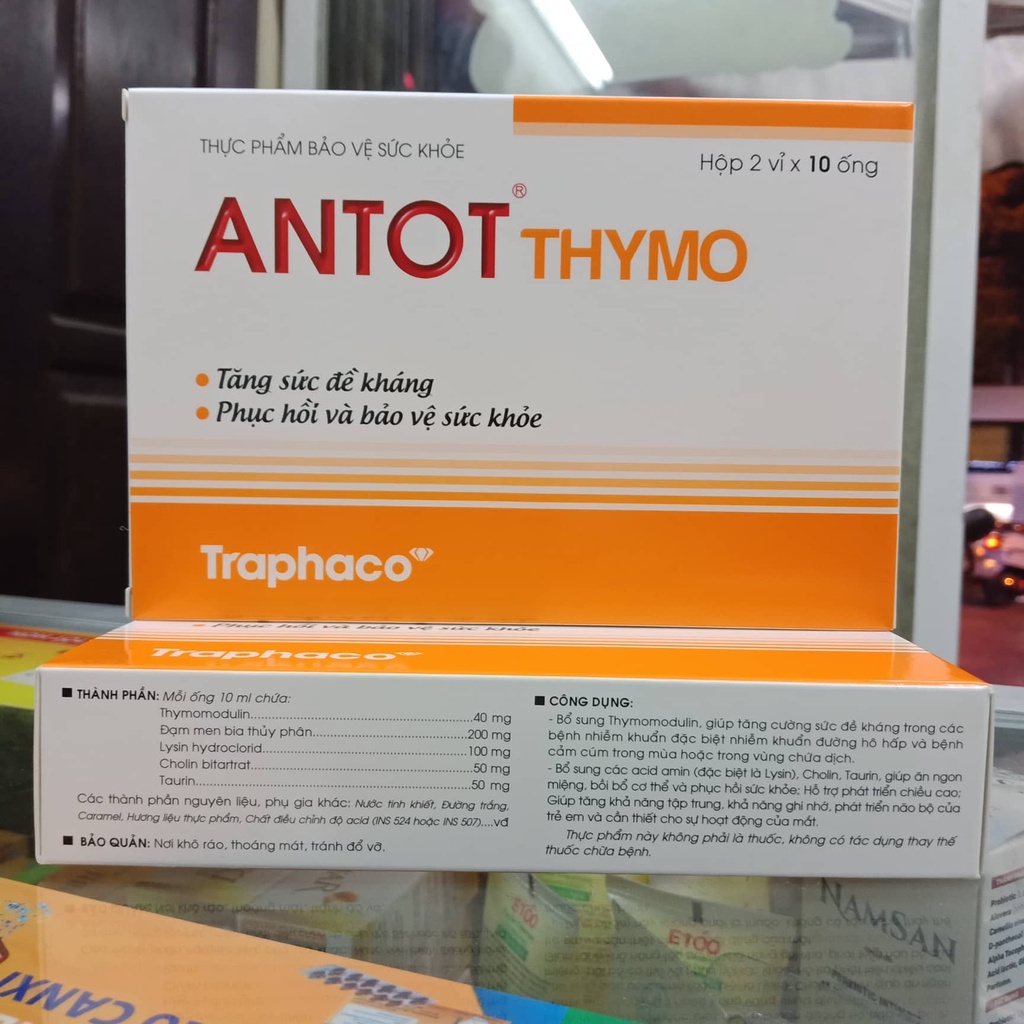 THỰC PHẨM BẢO VỆ SỨC KHỎE
Hộp 2 vỉ x 10 ống
ANTOT® THYMO
• Tăng sức đề kháng
• Phục hồi và bảo vệ sức khỏe
Traphaco
• Phục hồi và bảo vệ sức khỏe
Traphaco
■ THÀNH PHẦN: Mỗi ống 10 ml chứa:
Thymomodulin...40 mg
Đạm men bia thủy phân...200 mg
Lysin hydroclorid...100 mg
Cholin bitartrat...50 mg
Taurin...50 mg
Các thành phần nguyên liệu, phụ gia khác: Nước tinh khiết, Đường trắng,
Caramel, Hương liệu thực phẩm, Chất điều chỉnh độ acid (INS 524 hoặc INS 507)....vđ
■ BẢO QUẢN: Nơi khô ráo, thoáng mát, tránh đổ vỡ.
■ CÔNG DỤNG:
- Bổ sung Thymomodulin, giúp tăng cường sức đề kháng trong các
bệnh nhiễm khuẩn đặc biệt nhiễm khuẩn đường hô hấp và bệnh
cảm cúm trong mùa hoặc trong vùng chứa dịch.
- Bổ sung các acid amin (đặc biệt là Lysin), Cholin, Taurin, giúp ăn ngon
miệng, bồi bổ cơ thể và phục hồi sức khỏe; Hỗ trợ phát triển chiều cao;
Giúp tăng khả năng tập trung, khả năng ghi nhớ, phát triển não bộ của
trẻ em và cần thiết cho sự hoạt động của mắt.
Thực phẩm này không phải là thuốc, không có tác dụng thay thế
thuốc chữa bệnh.
E100
E100
NAMSAN
CANXI